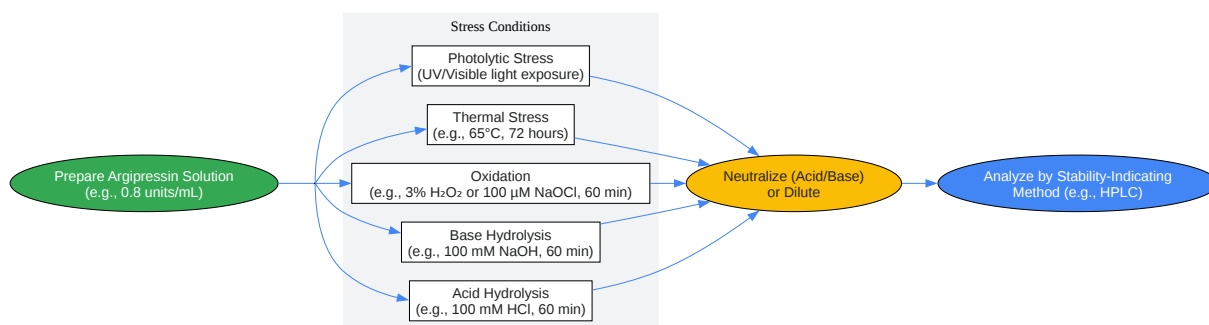 Stress Conditions
Photolytic Stress
(UV/Visible light exposure)
Thermal Stress
(e.g., 65°C, 72 hours)
Prepare Argipressin Solution
(e.g., 0.8 units/mL)
Oxidation
(e.g., 3% H₂O₂ or 100 µM NaOCl, 60 min)
Neutralize (Acid/Base)
or Dilute
Analyze by Stability-Indicating
Method (e.g., HPLC)
Base Hydrolysis
(e.g., 100 mM NaOH, 60 min)
Acid Hydrolysis
(e.g., 100 mM HCl, 60 min)